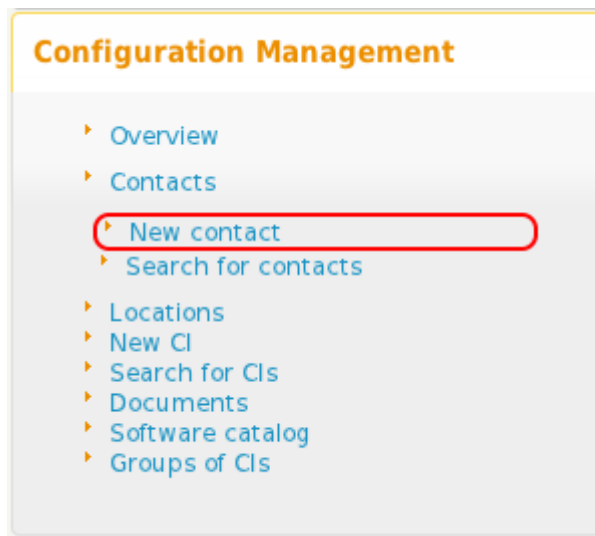 Configuration Management
Overview
Contacts
New contact
Search for contacts
Locations
New CI
Search for CIs
Documents
Software catalog
Groups of CIs